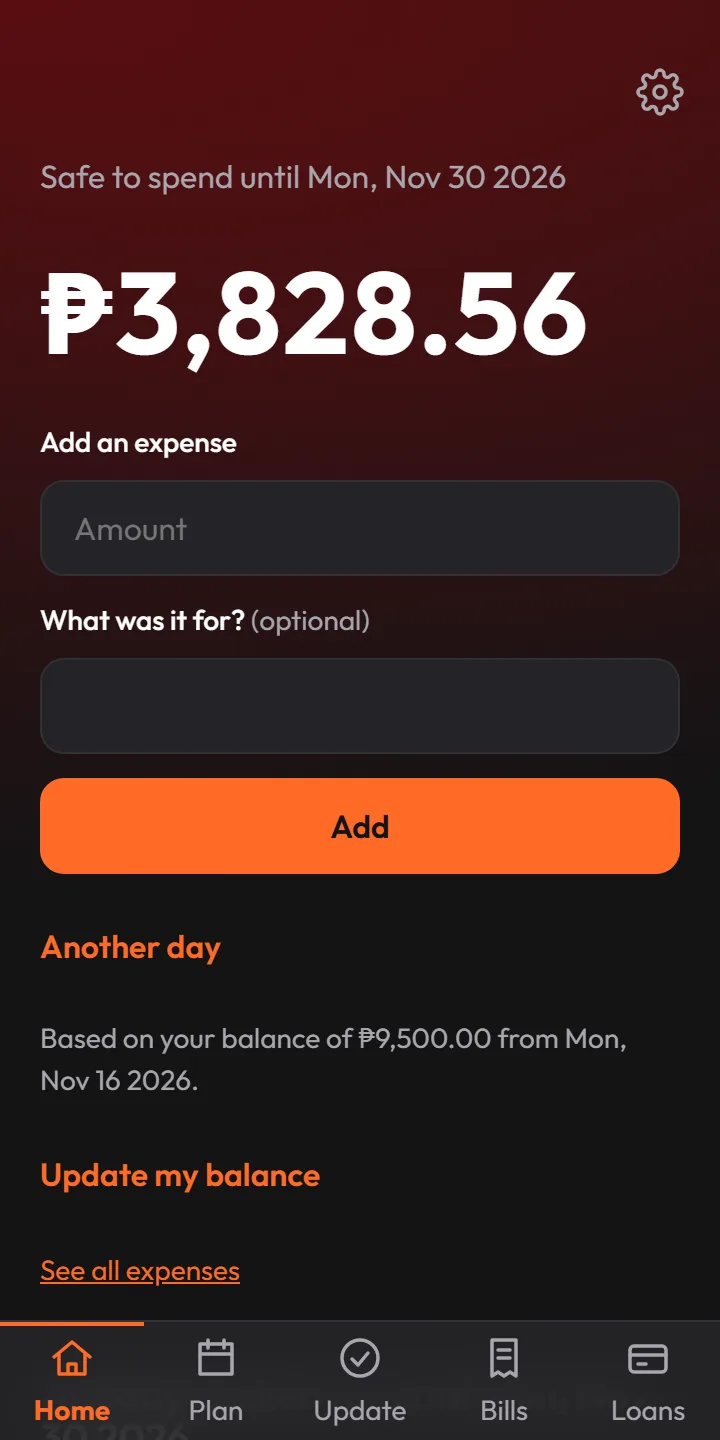 Safe to spend until Mon, Nov 30 2026
₱3,828.56
Add an expense
Amount
What was it for? (optional)
Add
Another day
Based on your balance of ₱9,500.00 from Mon,
Nov 16 2026.
Update my balance
See all expenses
Home
Plan
Update
Bills
Loans
30 2026